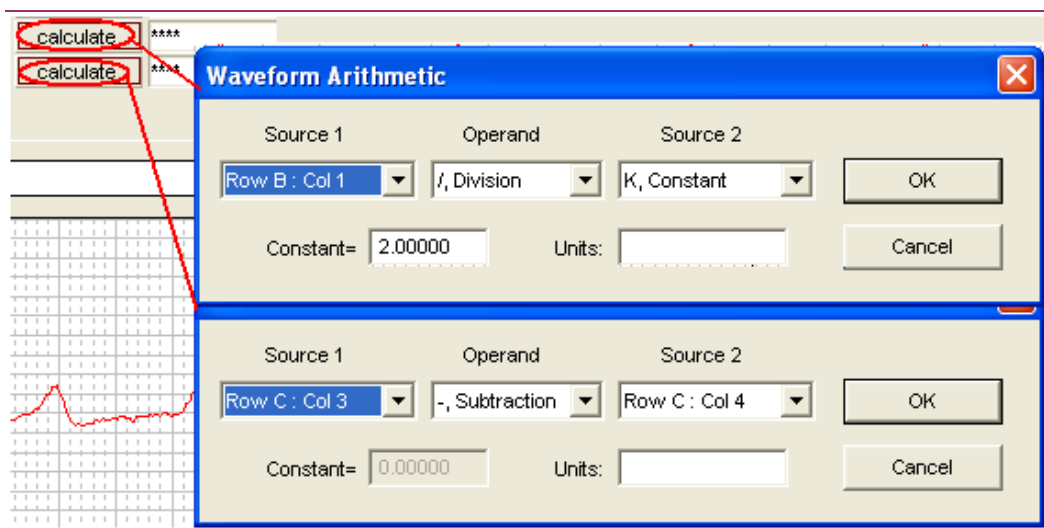 calculate ****
calculate ****
Waveform Arithmetic
Source 1 Operand Source 2
Row B : Col 1 /, Division K, Constant OK
Constant= 2.00000 Units: Cancel
Source 1 Operand Source 2
Row C : Col 3 -, Subtraction Row C : Col 4 OK
Constant= 0.00000 Units: Cancel